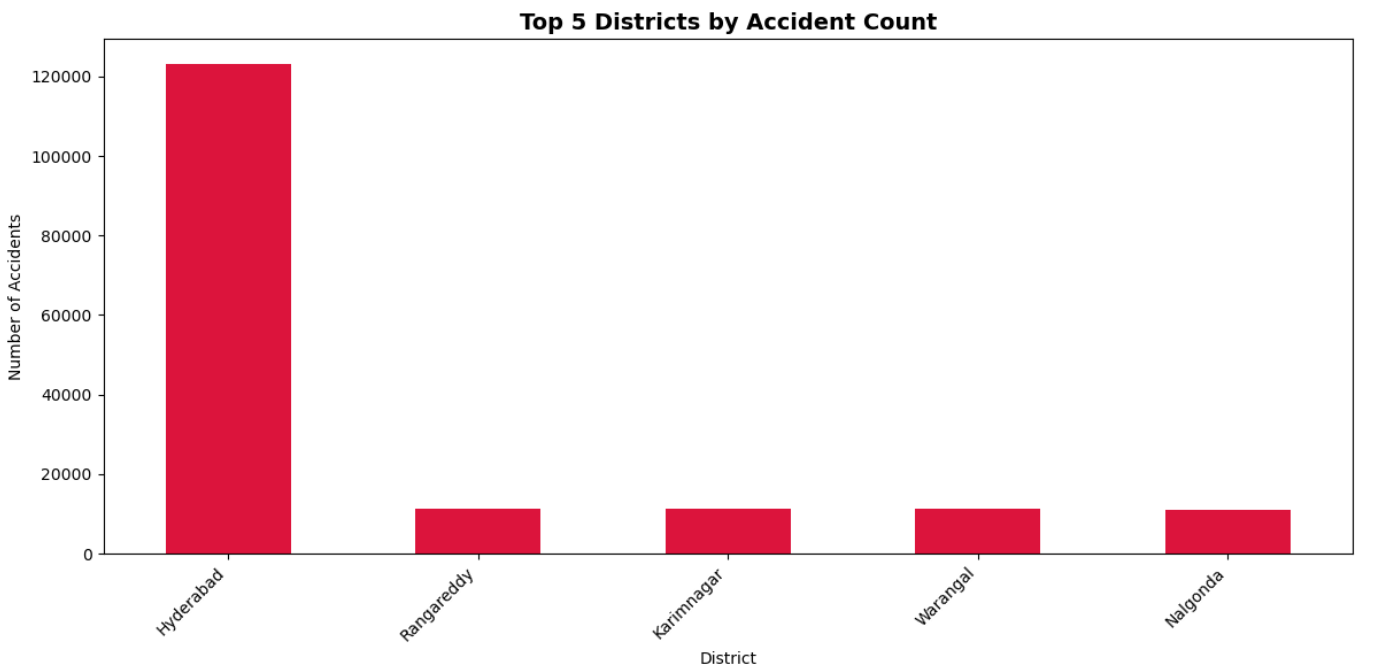 Top 5 Districts by Accident Count
Number of Accidents
120000
100000
80000
60000
40000
20000
0
Hyderabad
Rangareddy
Karimnagar
Warangal
Nalgonda
District